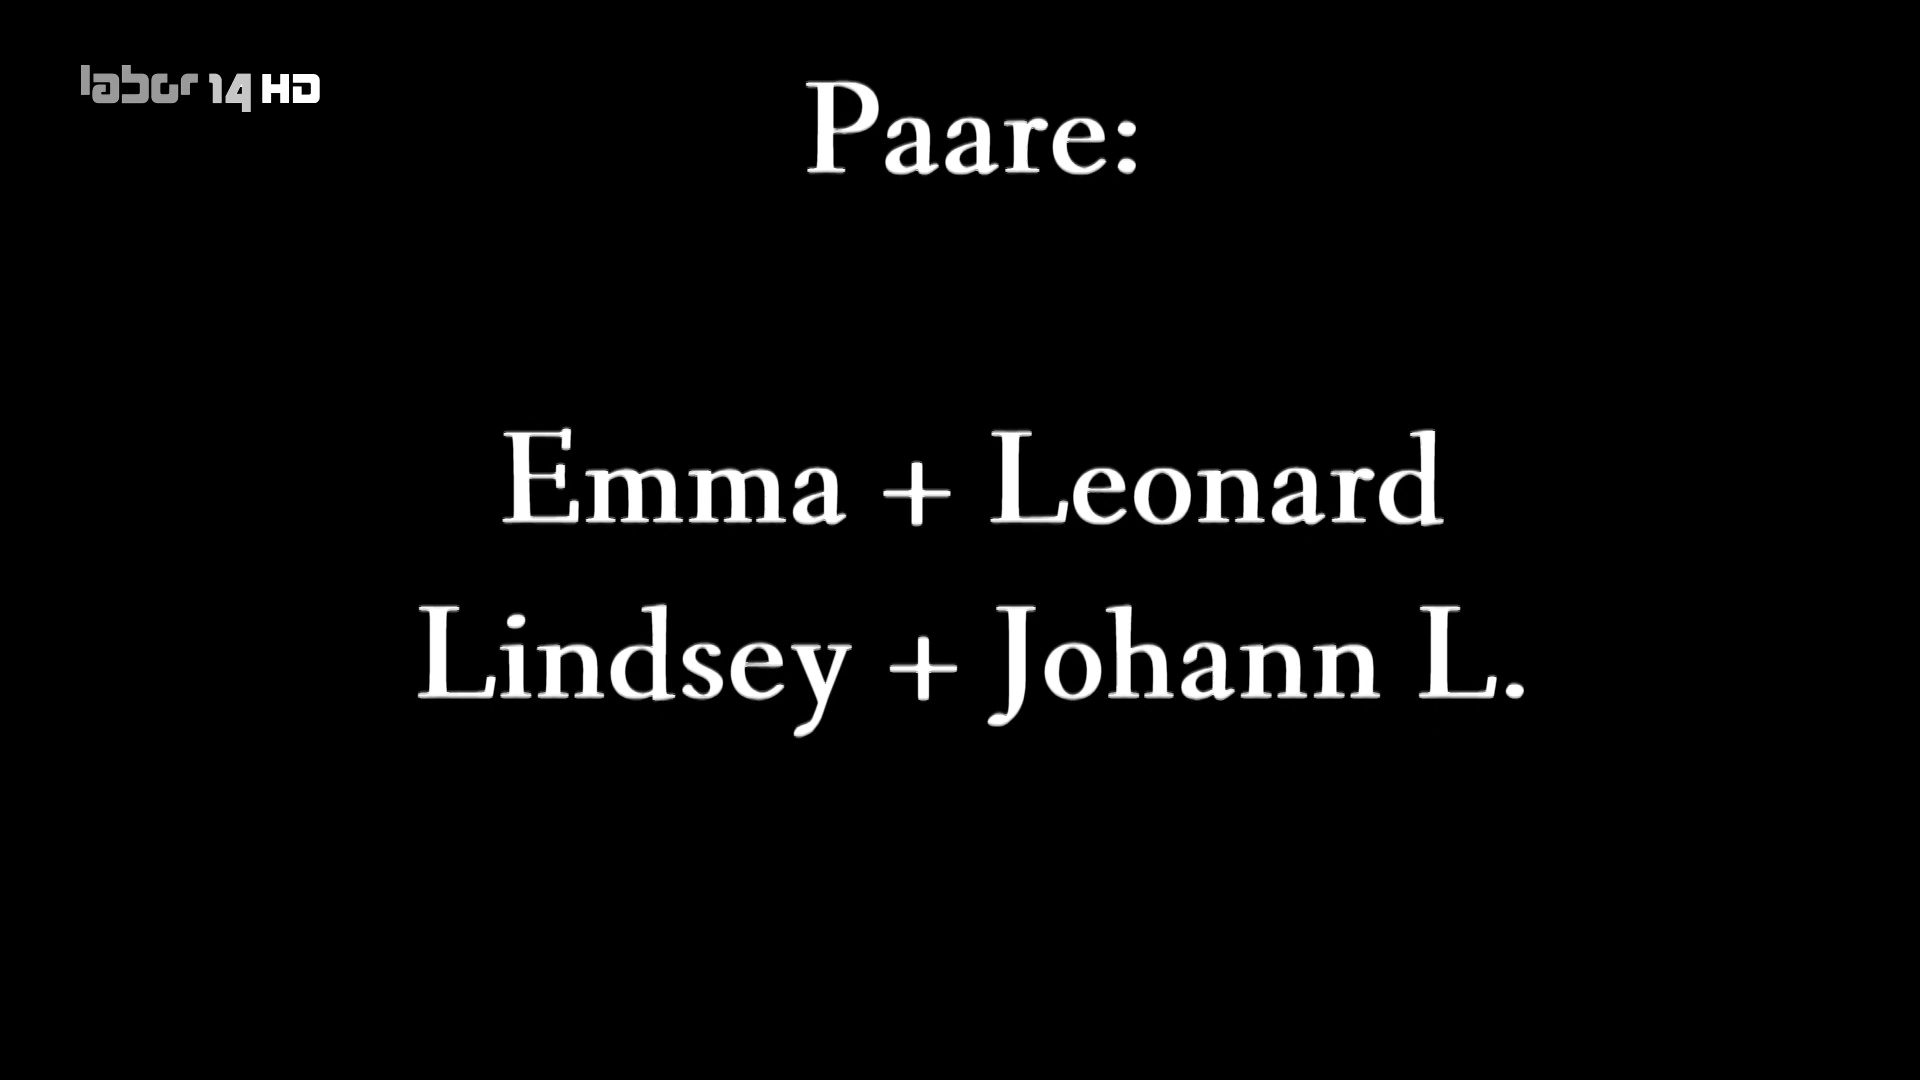 labor 14 HD
Paare:
Emma + Leonard
Lindsey + Johann L.